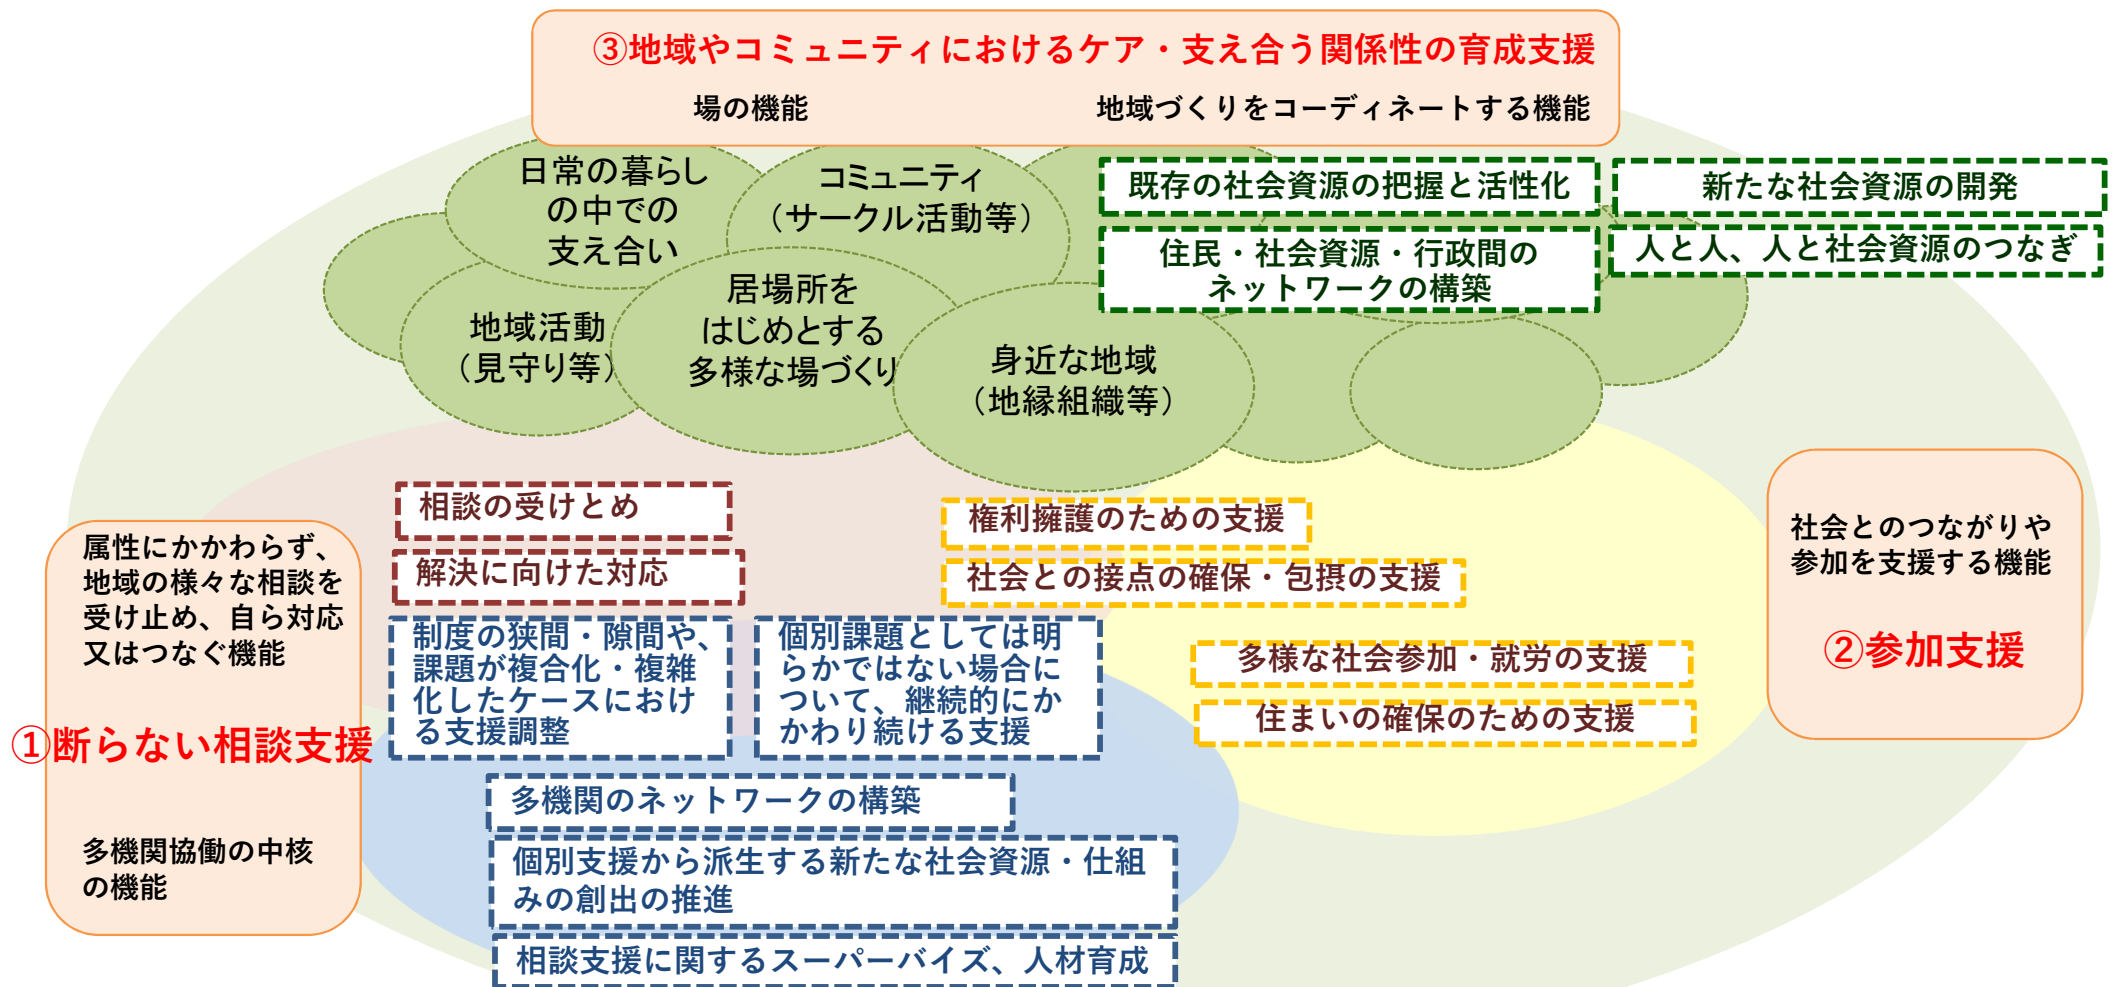 ③地域やコミュニティにおけるケア・支え合う関係性の育成支援
場の機能
地域づくりをコーディネートする機能
日常の暮らし
の中での
支え合い
コミュニティ
（サークル活動等）
既存の社会資源の把握と活性化
新たな社会資源の開発
住民・社会資源・行政間の
ネットワークの構築
人と人、人と社会資源のつなぎ
地域活動
（見守り等）
居場所を
はじめとする
多様な場づくり
身近な地域
（地縁組織等）
相談の受けとめ
解決に向けた対応
権利擁護のための支援
社会との接点の確保・包摂の支援
属性にかかわらず、
地域の様々な相談を
受け止め、自ら対応
又はつなぐ機能
①断らない相談支援
多機関協働の中核
の機能
制度の狭間・隙間や、
課題が複合化・複雑
化したケースにおけ
る支援調整
個別課題としては明
らかではない場合に
ついて、継続的にか
かわり続ける支援
多様な社会参加・就労の支援
住まいの確保のための支援
社会とのつながりや
参加を支援する機能
②参加支援
多機関のネットワークの構築
個別支援から派生する新たな社会資源・仕組
みの創出の推進
相談支援に関するスーパーバイズ、人材育成